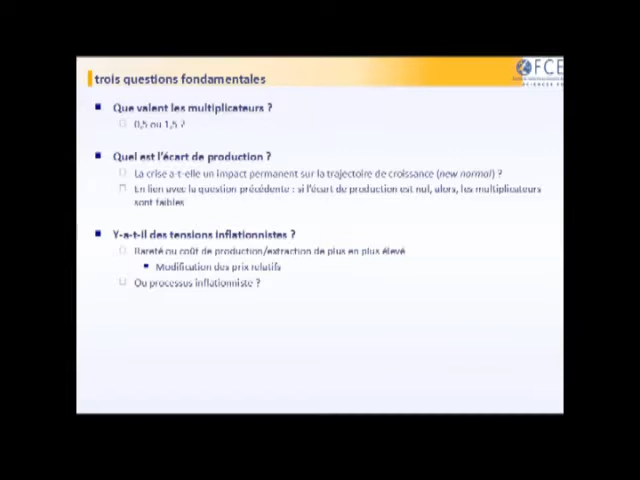 OFCE
trois questions fondamentales
SCIENCES PO
Que valent les multiplicateurs ?
0,5 ou 1,5 ?
Quel est l'écart de production ?
La crise a-t-elle un impact permanent sur la trajectoire de croissance (new normal) ?
En lien avec la question précédente : si l'écart de production est nul, alors, les multiplicateurs
sont faibles
Y-a-t-il des tensions inflationnistes ?
Rareté ou coût de production/extraction de plus en plus élevé
Modification des prix relatifs
Ou processus inflationniste ?